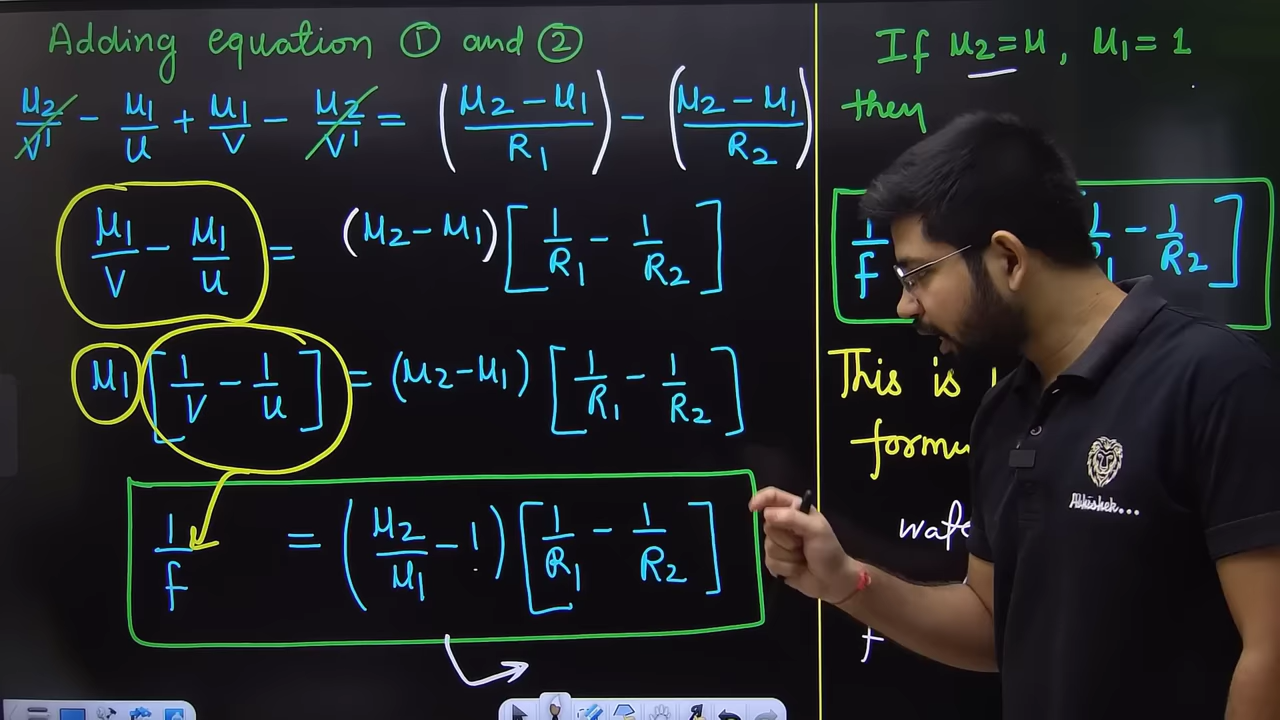 Adding equation ① and ②
μ2/V' - μ1/u + μ1/V - μ2/V' = (μ2 - μ1/R1) - (μ2 - μ1/R2)
μ1/V - μ1/u = (μ2 - μ1) [1/R1 - 1/R2]
μ1 [1/V - 1/u] = (μ2 - μ1) [1/R1 - 1/R2]
1/f = (μ2/μ1 - 1) [1/R1 - 1/R2]
If μ2 = μ, μ1 = 1
then
1/f - 1/R2]
This is
f
Abhishek...